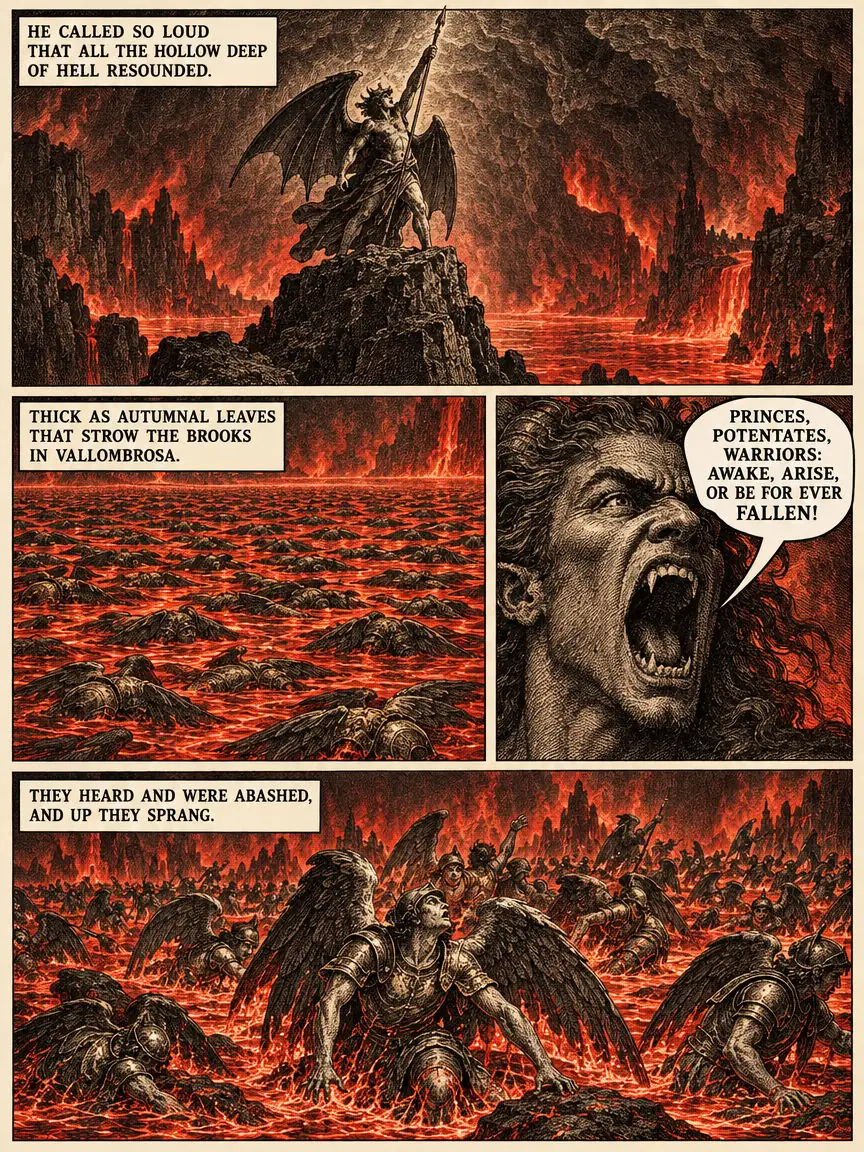 HE CALLED SO LOUD
THAT ALL THE HOLLOW DEEP
OF HELL RESOUNDED.
THICK AS AUTUMNAL LEAVES
THAT STROW THE BROOKS
IN VALLOMBROSA.
PRINCES,
POTENTATES,
WARRIORS:
AWAKE, ARISE,
OR BE FOR EVER
FALLEN!
THEY HEARD AND WERE ABASHED,
AND UP THEY SPRANG.